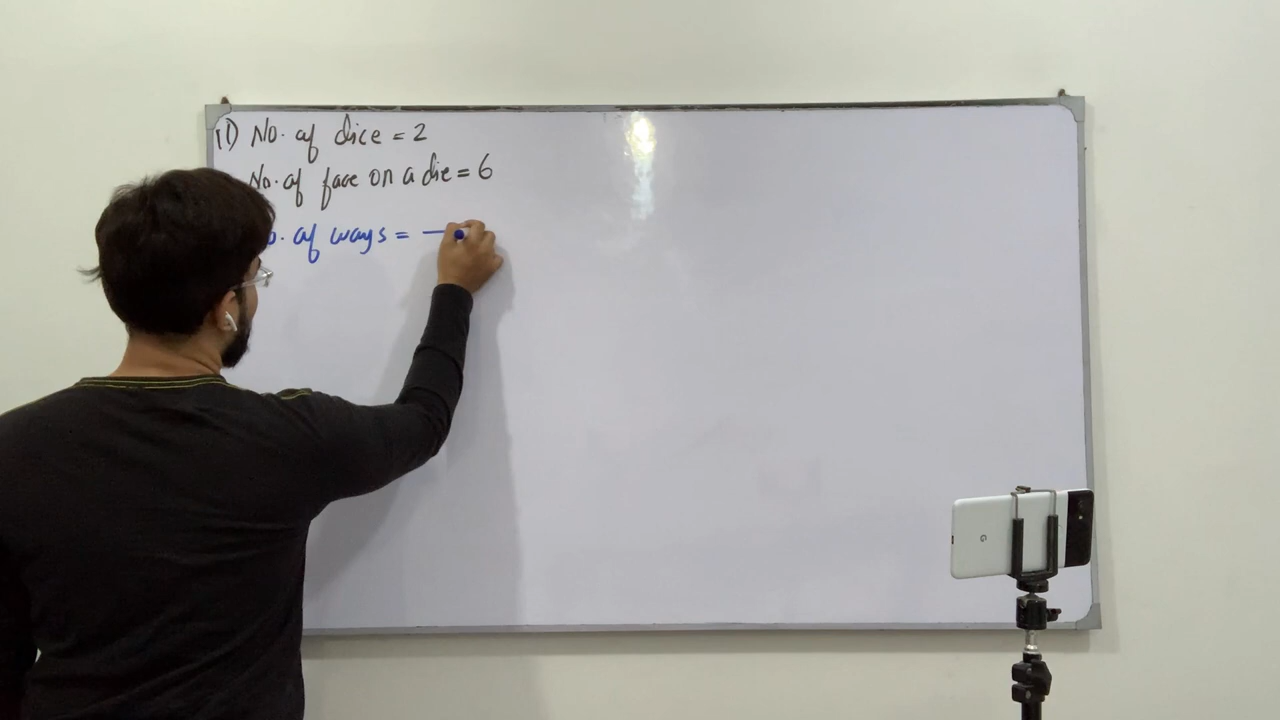 11) No. of dice = 2
No. of face on a die = 6
o. of ways = —
G